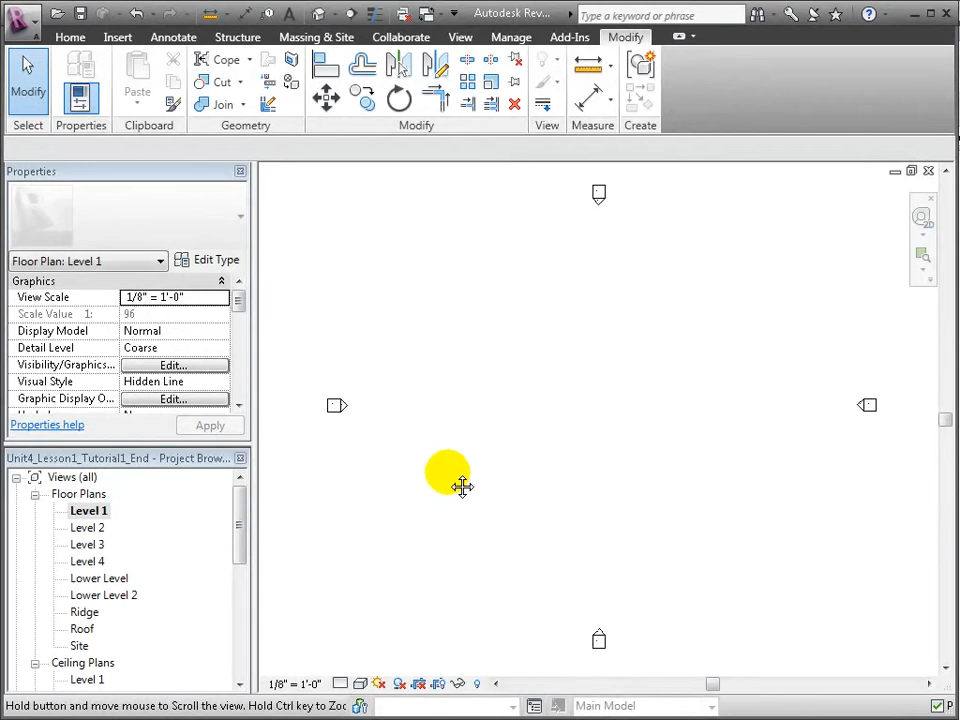 Autodesk Rev...
Type a keyword or phrase
Home Insert Annotate Structure Massing & Site Collaborate View Manage Add-Ins Modify
Modify
Paste
Cope
Cut
Join
Select Properties Clipboard Geometry Modify View Measure Create
Properties
Floor Plan: Level 1
Edit Type
Graphics
View Scale 1/8" = 1'-0"
Scale Value 1: 96
Display Model Normal
Detail Level Coarse
Visibility/Graphics... Edit...
Visual Style Hidden Line
Graphic Display O... Edit...
Properties help
Apply
Unit4_Lesson1_Tutorial1_End - Project Brow...
Views (all)
Floor Plans
Level 1
Level 2
Level 3
Level 4
Lower Level
Lower Level 2
Ridge
Roof
Site
Ceiling Plans
Level 1
2D
1/8" = 1'-0"
Hold button and move mouse to Scroll the view. Hold Ctrl key to Zoc
Main Model